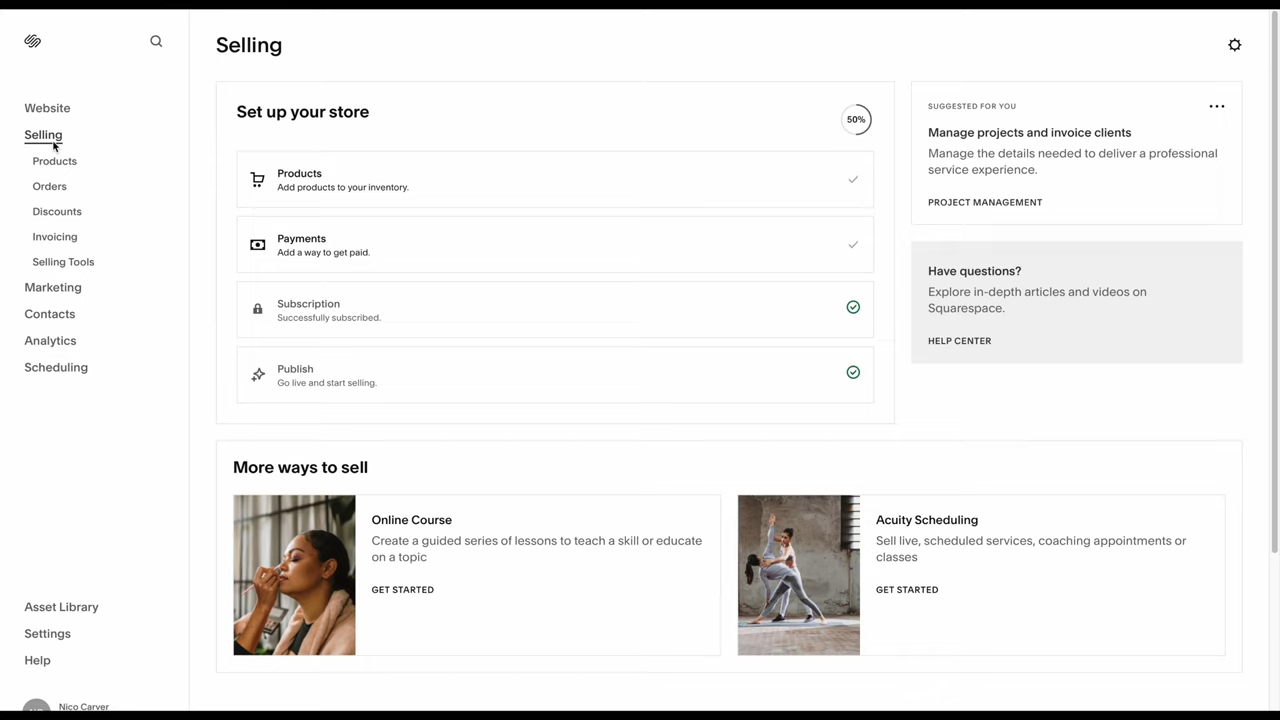 Selling
Website
Selling
Products
Orders
Discounts
Invoicing
Selling Tools
Marketing
Contacts
Analytics
Scheduling
Asset Library
Settings
Help
Nico Carver
Set up your store
50%
Products
Add products to your inventory.
Payments
Add a way to get paid.
Subscription
Successfully subscribed.
Publish
Go live and start selling.
SUGGESTED FOR YOU
Manage projects and invoice clients
Manage the details needed to deliver a professional
service experience.
PROJECT MANAGEMENT
Have questions?
Explore in-depth articles and videos on
Squarespace.
HELP CENTER
More ways to sell
Online Course
Create a guided series of lessons to teach a skill or educate
on a topic
GET STARTED
Acuity Scheduling
Sell live, scheduled services, coaching appointments or
classes
GET STARTED